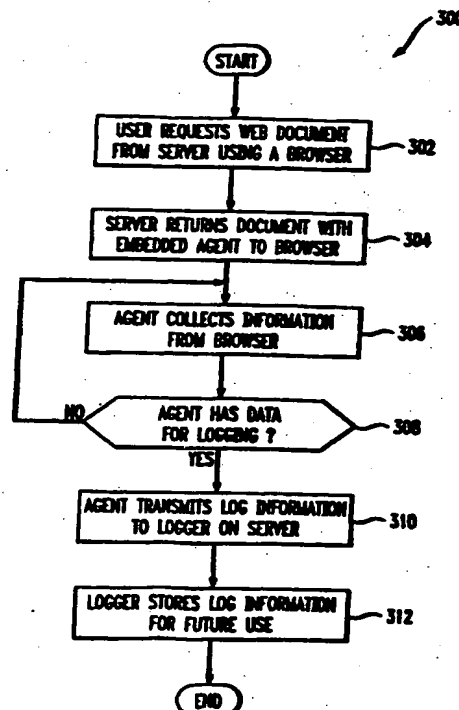 300
START
USER REQUESTS WEB DOCUMENT
FROM SERVER USING A BROWSER
302
SERVER RETURNS DOCUMENT WITH
EMBEDDED AGENT TO BROWSER
304
AGENT COLLECTS INFORMATION
FROM BROWSER
306
AGENT HAS DATA
FOR LOGGING ?
308
NO
YES
AGENT TRANSMITS LOG INFORMATION
TO LOGGER ON SERVER
310
LOGGER STORES LOG INFORMATION
FOR FUTURE USE
312
END